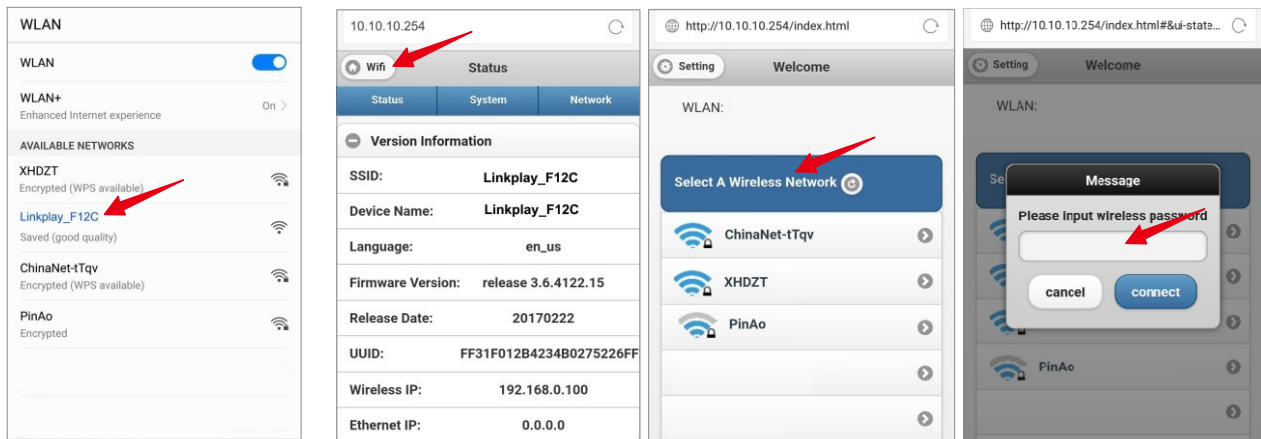 WLAN
WLAN
WLAN+
Enhanced Internet experience
On
AVAILABLE NETWORKS
XHDZT
Encrypted (WPS available)
Linkplay_F12C
Saved (good quality)
ChinaNet-tTqv
Encrypted (WPS available)
PinAo
Encrypted
10.10.10.254
Wifi
Status
Status System Network
Version Information
SSID: Linkplay_F12C
Device Name: Linkplay_F12C
Language: en_us
Firmware Version: release 3.6.4122.15
Release Date: 20170222
UUID: FF31F012B4234B0275226FF
Wireless IP: 192.168.0.100
Ethernet IP: 0.0.0.0
http://10.10.10.254/index.html
Setting Welcome
WLAN:
Select A Wireless Network
ChinaNet-tTqv
XHDZT
PinAo
http://10.10.10.254/index.html#&ui-state...
Setting Welcome
WLAN:
Se
Message
Please input wireless password
cancel connect
PinAo